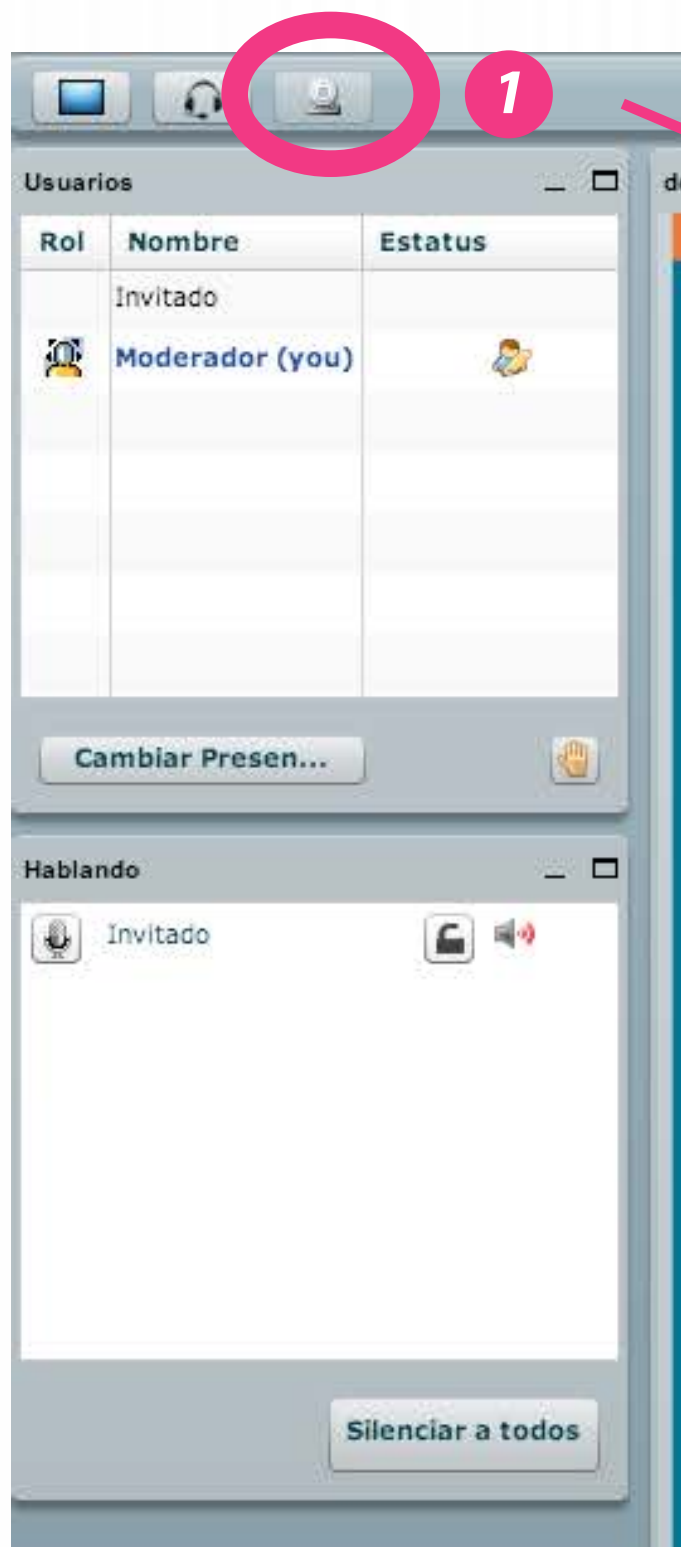 1
Usuarios
Rol Nombre Estatus
Invitado
Moderador (you)
Cambiar Presen...
Hablando
Invitado
Silenciar a todos